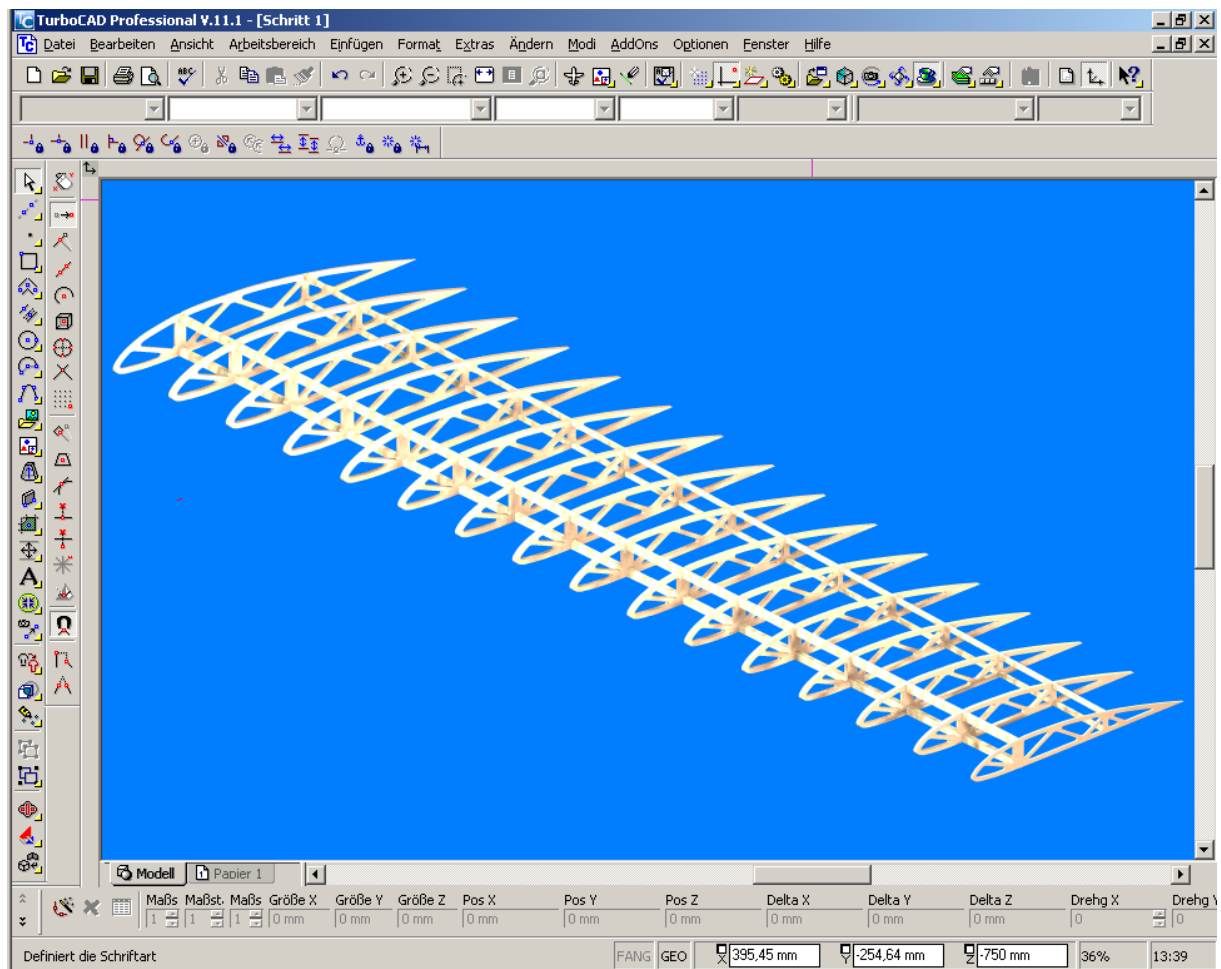 TurboCAD Professional V.11.1 - [Schritt 1]
Datei Bearbeiten Ansicht Arbeitsbereich Einfügen Format Extras Ändern Modi AddOns Optionen Fenster Hilfe
Modell Papier 1
Maßs Maßst. Maßs Größe X Größe Y Größe Z Pos X Pos Y Pos Z Delta X Delta Y Delta Z Drehg X Drehg Y
1 1 1 0 mm 0 mm 0 mm 0 mm 0 mm 0 mm 0 mm 0 mm 0 mm 0 0
Definiert die Schriftart FANG GEO X 395,45 mm Y -254,64 mm Z -750 mm 36% 13:39